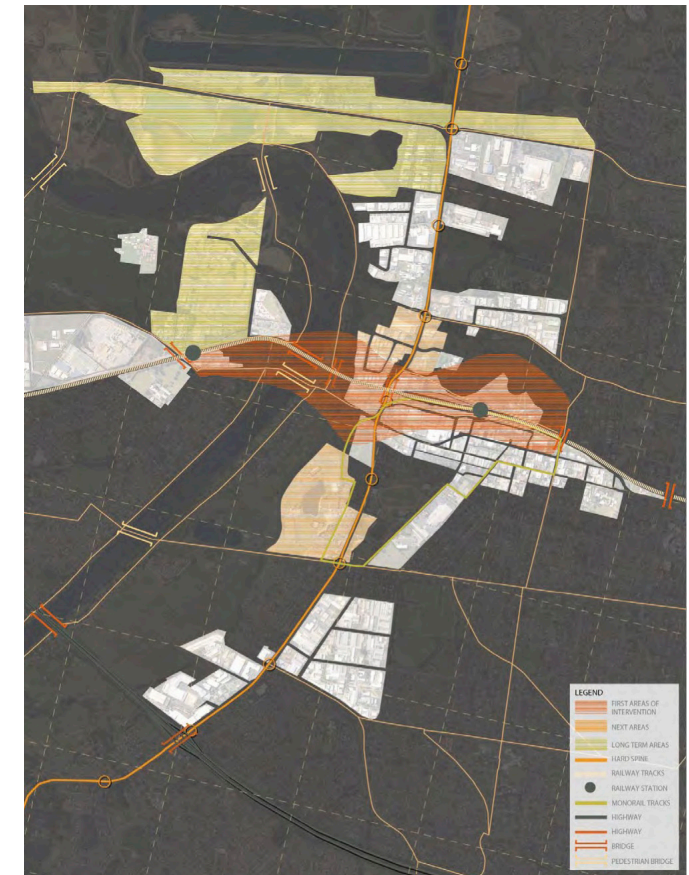 LEGEND
FIRST AREAS OF
INTERVENTION
NEXT AREAS
LONG TERM AREAS
HARD SPINE
RAILWAY TRACKS
RAILWAY STATION
MONORAIL TRACKS
HIGHWAY
HIGHWAY
BRIDGE
PEDESTRIAN BRIDGE